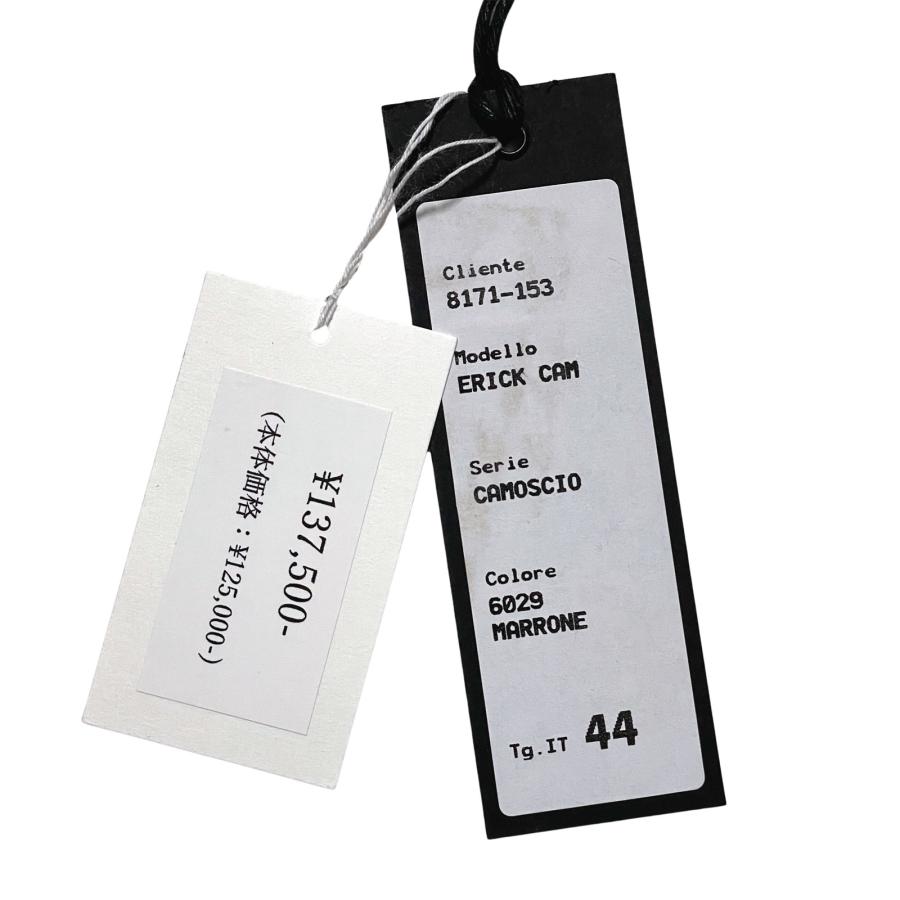 ¥137,500-
(本体価格：¥125,000-)
Cliente
8171-153
Modello
ERICK CAM
Serie
CAMOSCIO
Colore
6029
MARRONE
Tg.IT 44